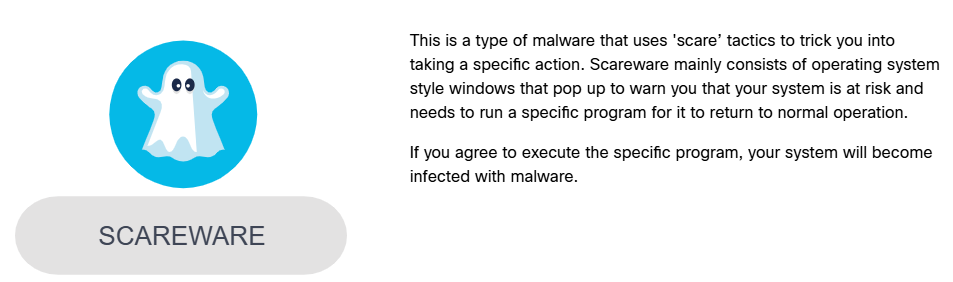 This is a type of malware that uses 'scare’ tactics to trick you into
taking a specific action. Scareware mainly consists of operating system
style windows that pop up to warn you that your system is at risk and
needs to run a specific program for it to return to normal operation.
If you agree to execute the specific program, your system will become
infected with malware.
SCAREWARE